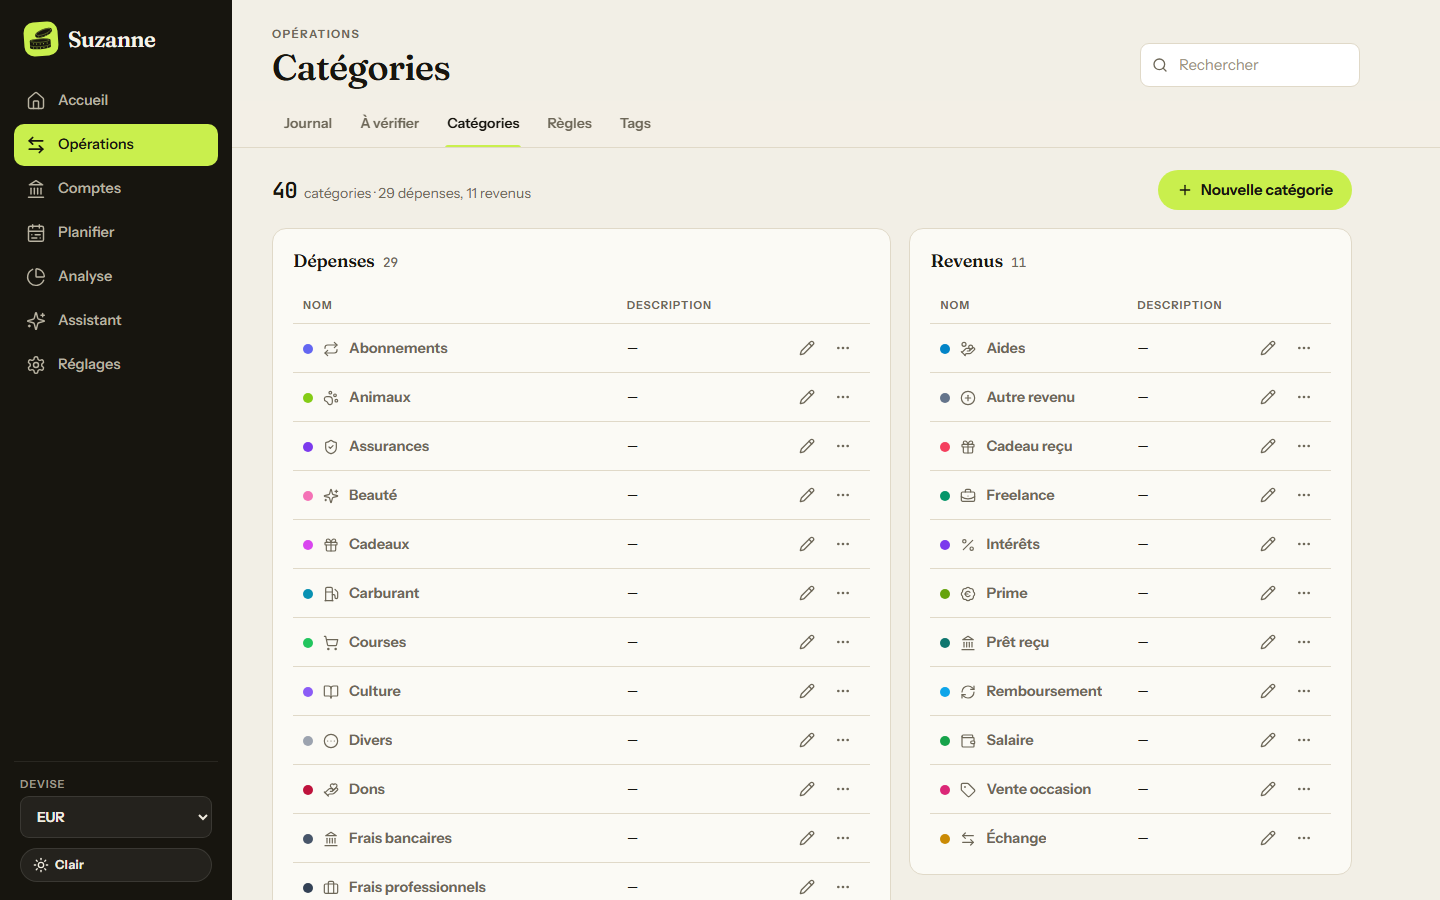 Suzanne
Accueil
Opérations
Comptes
Planifier
Analyse
Assistant
Réglages
DEVISE
EUR
Clair
OPÉRATIONS
Catégories
Rechercher
Journal À vérifier Catégories Règles Tags
40 catégories · 29 dépenses, 11 revenus
+ Nouvelle catégorie
Dépenses 29
NOM DESCRIPTION
Abonnements —
Animaux —
Assurances —
Beauté —
Cadeaux —
Carburant —
Courses —
Culture —
Divers —
Dons —
Frais bancaires —
Frais professionnels —
Revenus 11
NOM DESCRIPTION
Aides —
Autre revenu —
Cadeau reçu —
Freelance —
Intérêts —
Prime —
Prêt reçu —
Remboursement —
Salaire —
Vente occasion —
Échange —